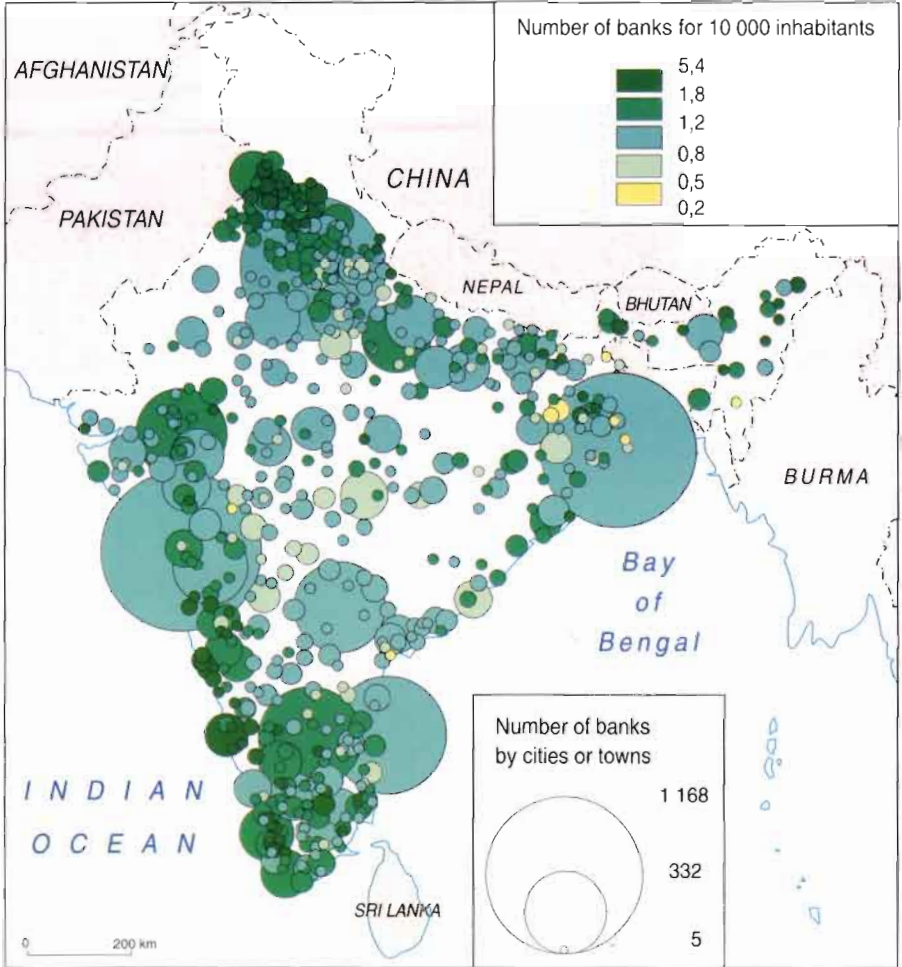 Number of banks for 10 000 inhabitants
5,4
1,8
1,2
0,8
0,5
0,2
AFGHANISTAN
CHINA
PAKISTAN
NEPAL
BHUTAN
BURMA
Bay
of
Bengal
INDIAN
OCEAN
SRI LANKA
0 200 km
Number of banks
by cities or towns
1 168
332
5